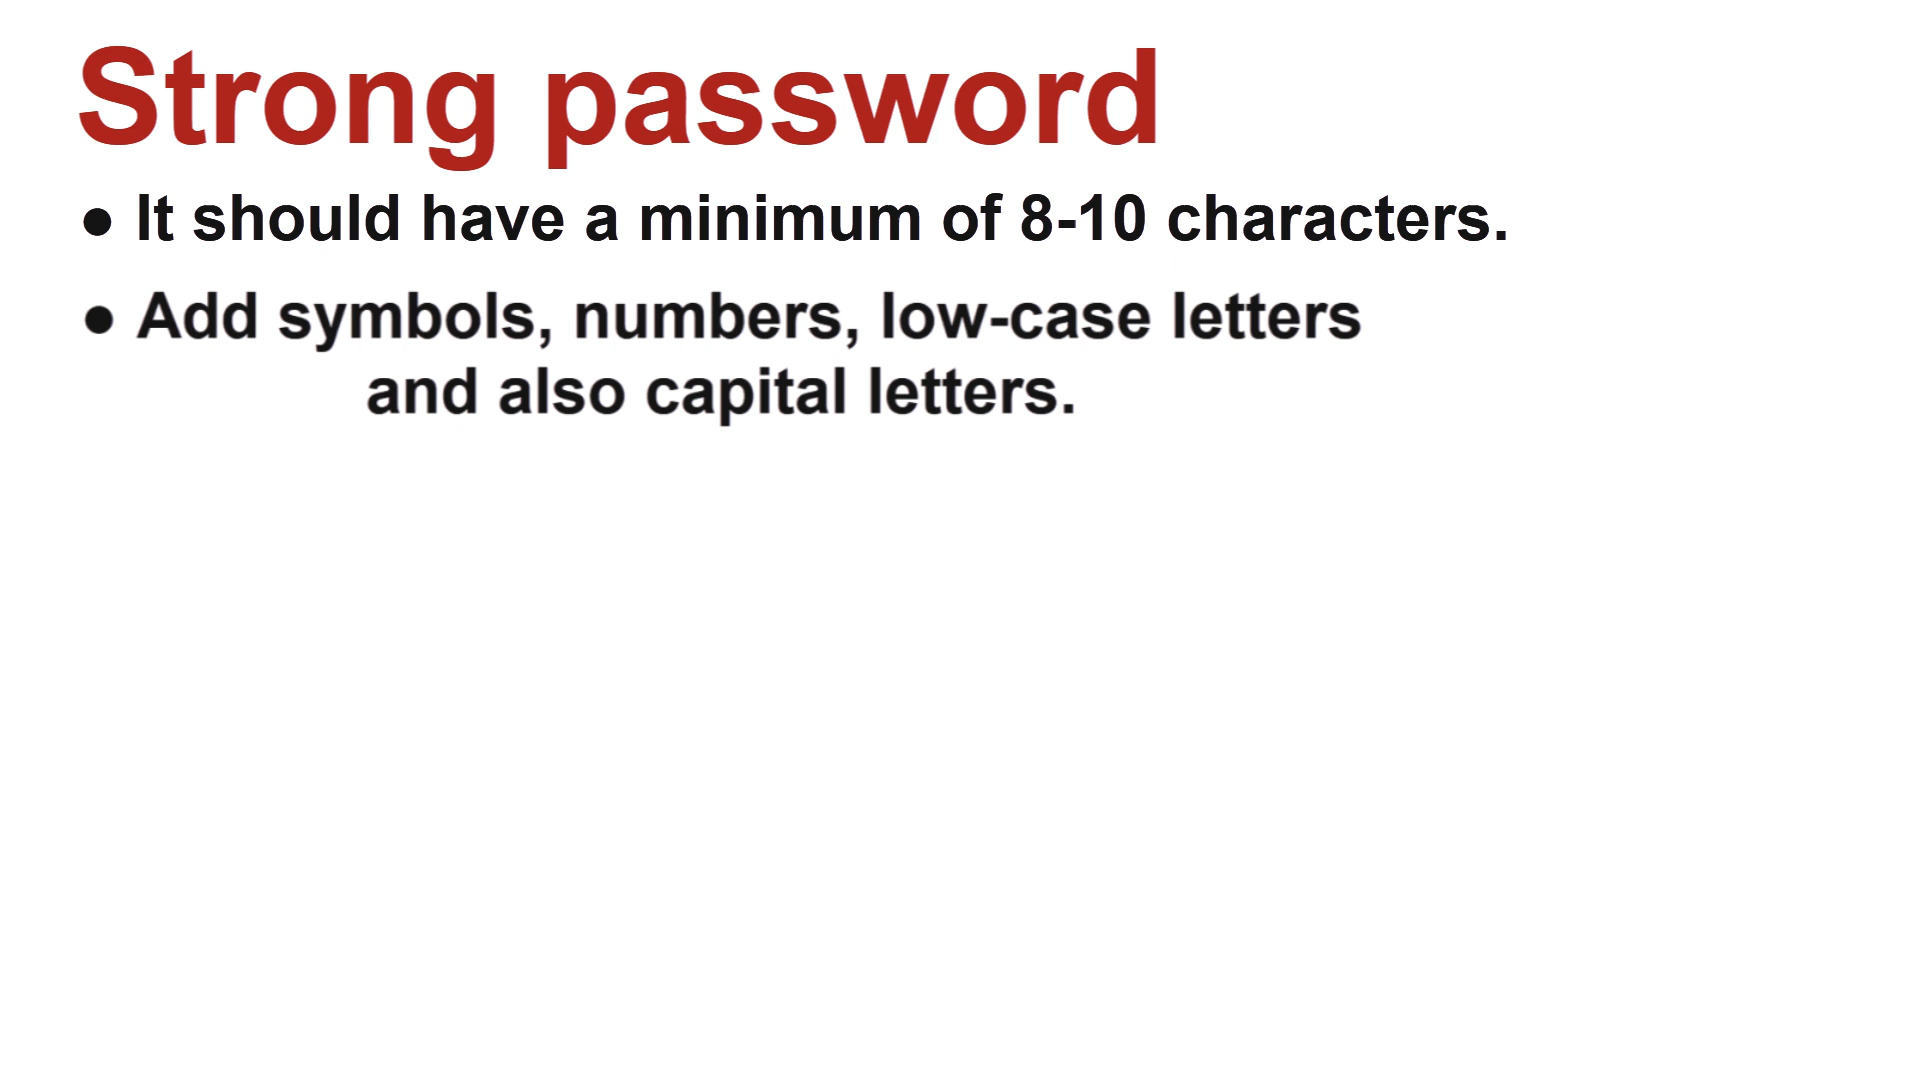 Strong password
● It should have a minimum of 8-10 characters.
● Add symbols, numbers, low-case letters
and also capital letters.